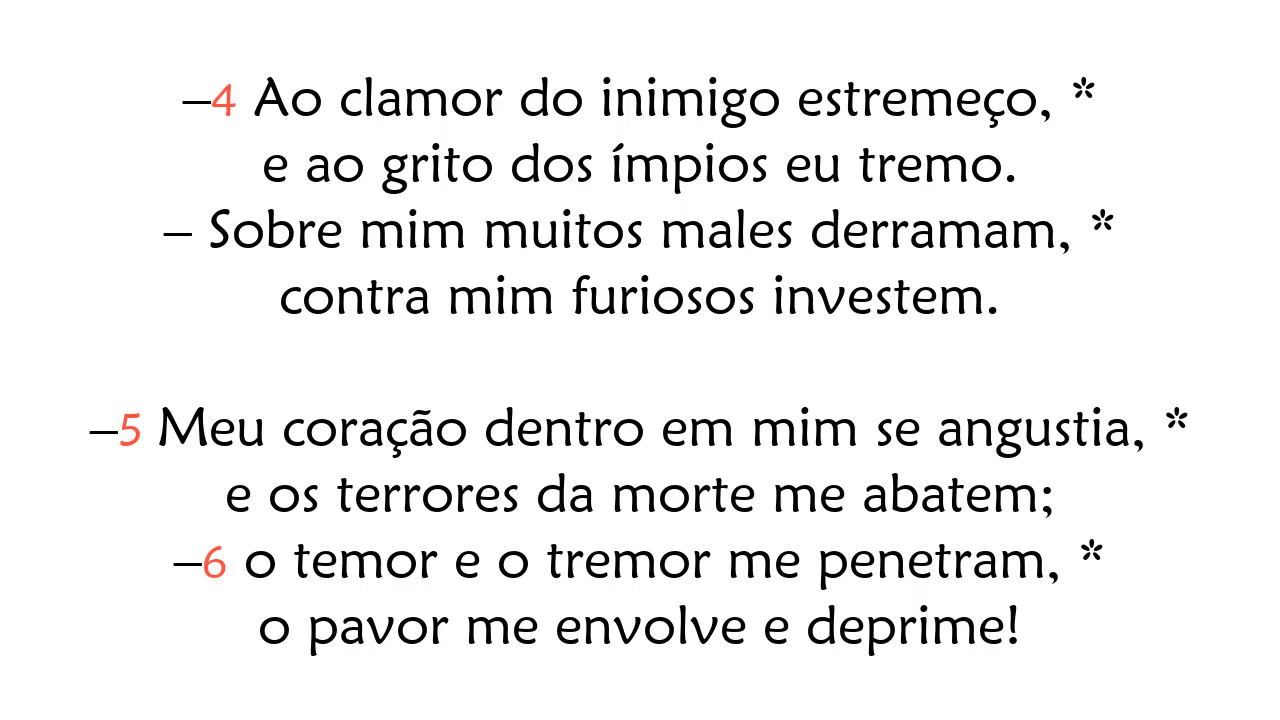 –4 Ao clamor do inimigo estremeço, *
e ao grito dos ímpios eu tremo.
– Sobre mim muitos males derramam, *
contra mim furiosos investem.
–5 Meu coração dentro em mim se angustia, *
e os terrores da morte me abatem;
–6 o temor e o tremor me penetram, *
o pavor me envolve e deprime!